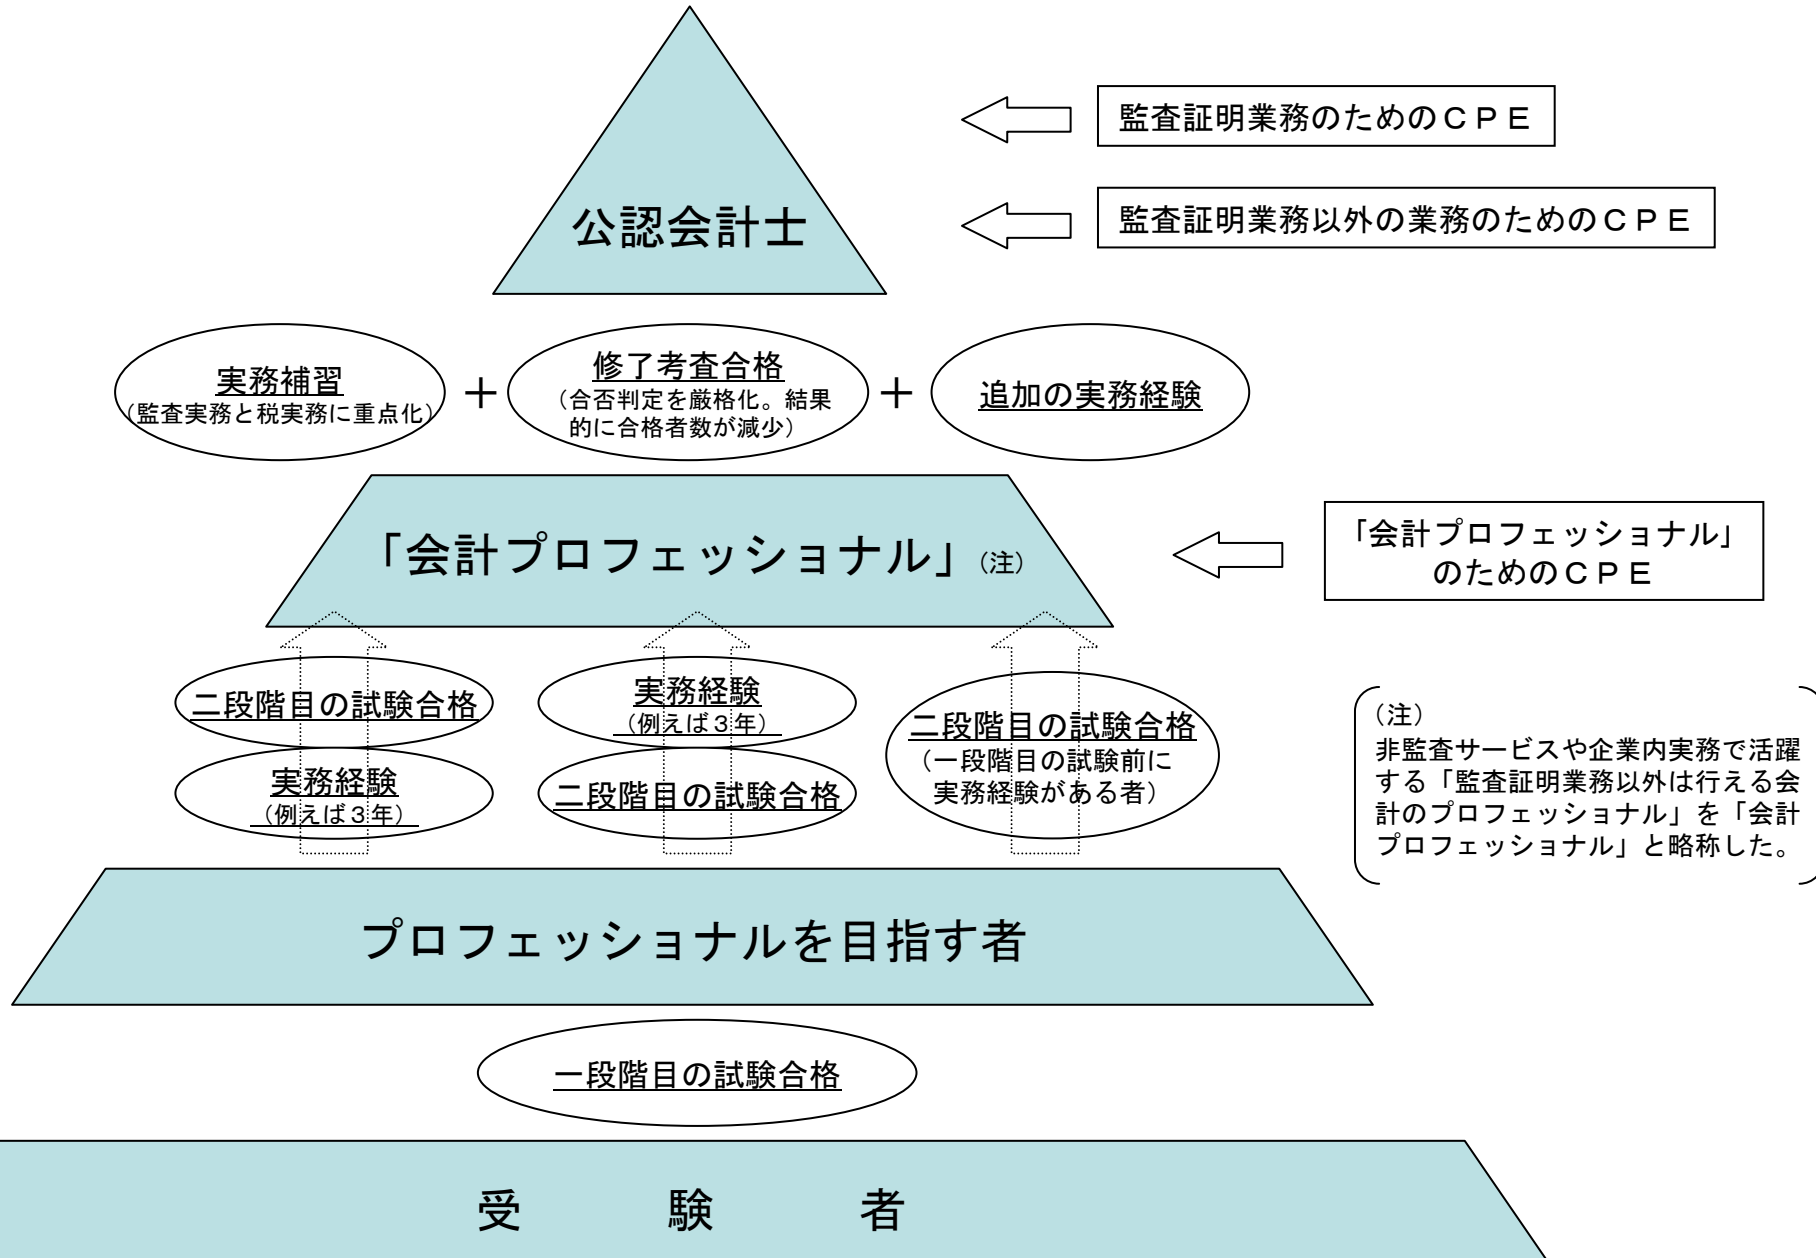 監査証明業務のためのＣＰＥ
公認会計士
監査証明業務以外の業務のためのＣＰＥ
実務補習
（監査実務と税実務に重点化）
＋
修了考査合格
（合否判定を厳格化。結果
的に合格者数が減少）
＋
追加の実務経験
「会計プロフェッショナル」（注）
「会計プロフェッショナル」
のためのＣＰＥ
二段階目の試験合格
実務経験
（例えば３年）
実務経験
（例えば３年）
二段階目の試験合格
二段階目の試験合格
（一段階目の試験前に
実務経験がある者）
（注）
非監査サービスや企業内実務で活躍
する「監査証明業務以外は行える会
計のプロフェッショナル」を「会計
プロフェッショナル」と略称した。
プロフェッショナルを目指す者
一段階目の試験合格
受　験　者